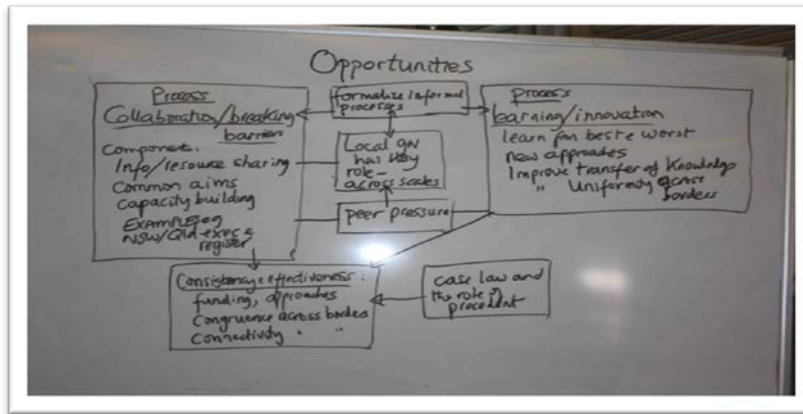 Opportunities
Process
Collaboration/breaking
barriers
Components:
Info/resource sharing
Common aims
Capacity building
EXAMPLES eg
NSW/Qld-exec &
register
formalize informal
processes
Local gov
has key
role -
across scales
peer pressure
Process
learning/innovation
learn from best & worst
new approaches
Improve transfer of Knowledge
" Uniformity across
borders
Consistency & effectiveness:
funding, approaches
Congruence across borders
Connectivity " "
case law and
the role of
precedent